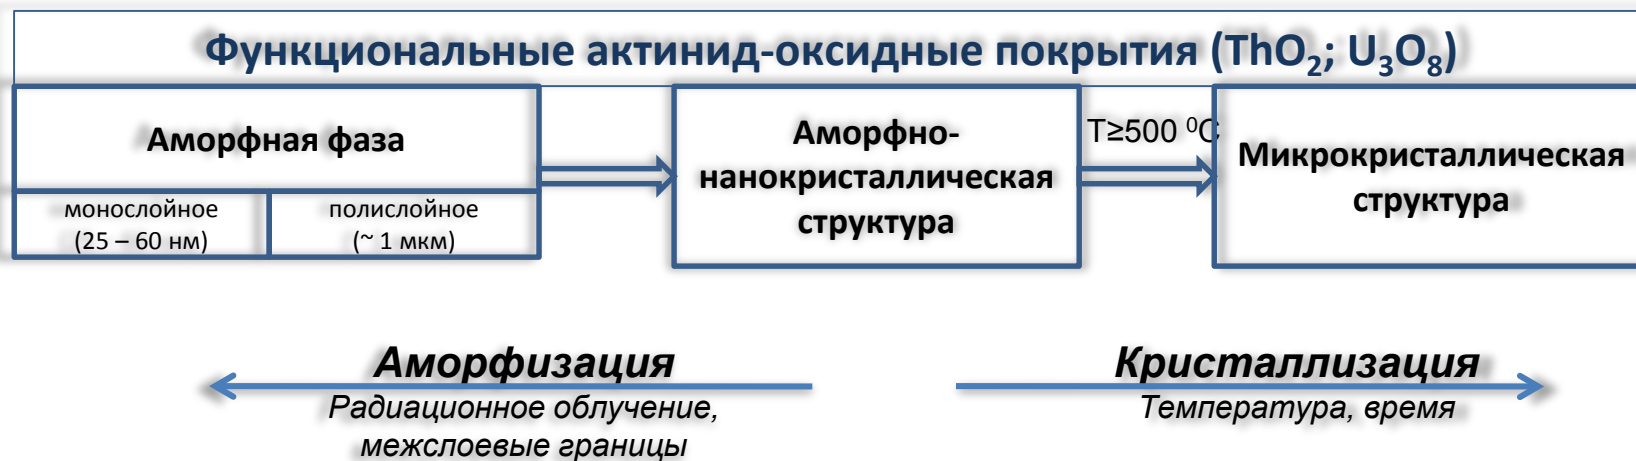 Функциональные актинид-оксидные покрытия (ThO₂; U₃O₈)
Аморфная фаза
монослойное
(25 – 60 нм)
полислойное
(~ 1 мкм)
Аморфно-
нанокристаллическая
структура
T≥500 ⁰C
Микрокристаллическая
структура
Аморфизация
Радиационное облучение,
межслоевые границы
Кристаллизация
Температура, время